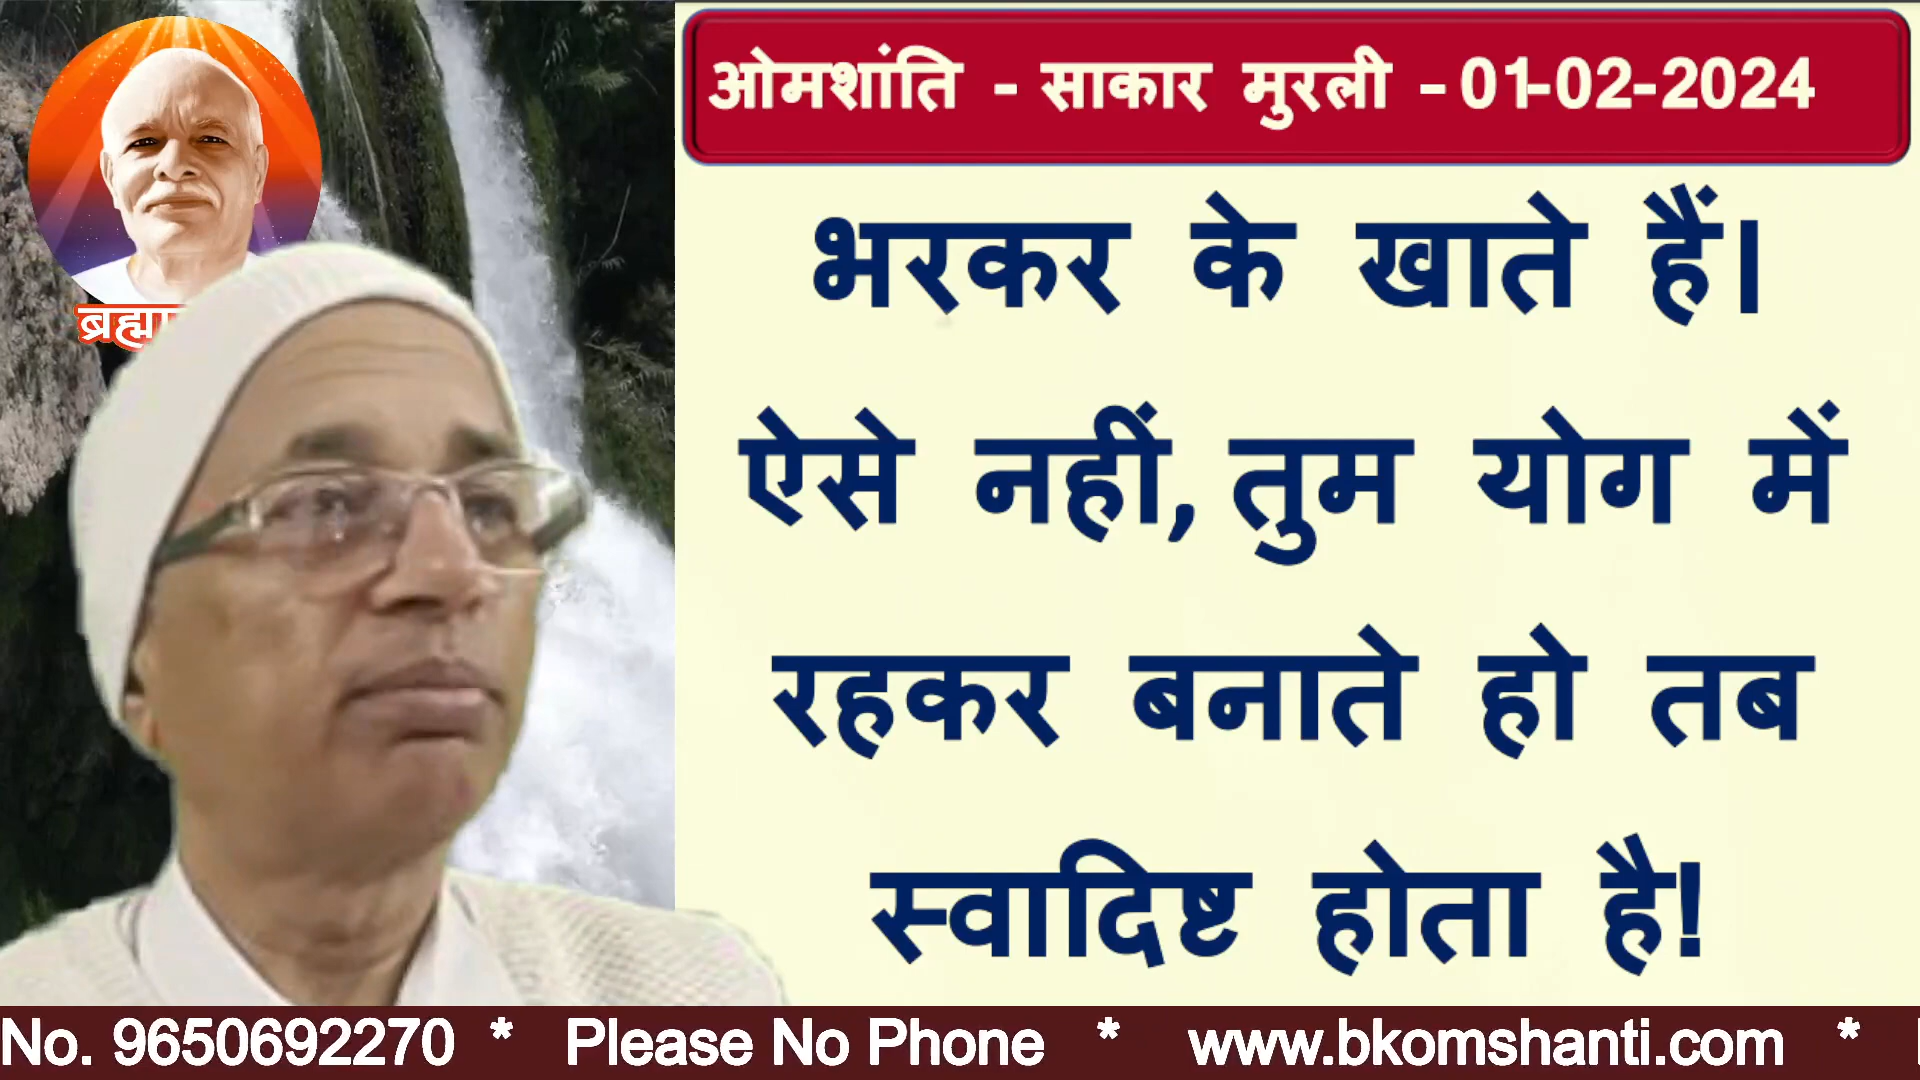 ओमशांति - साकार मुरली - 01-02-2024
ब्रह्मा
भरकर के खाते हैं।
ऐसे नहीं, तुम योग में
रहकर बनाते हो तब
स्वादिष्ट होता है!
No. 9650692270 * Please No Phone * www.bkomshanti.com *